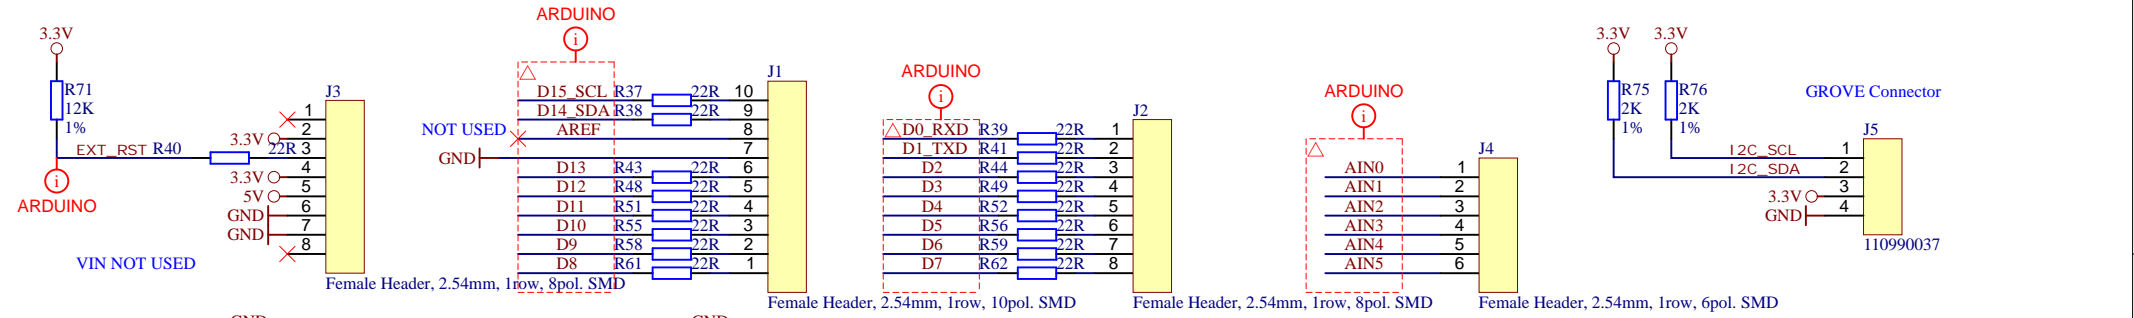 3.3V
R71
12K
1%
EXT_RST R40 22R
ARDUINO
VIN NOT USED
J3
1
3.3V 2
3
3.3V 4
5V 5
GND 6
GND 7
8
Female Header, 2.54mm, 1row, 8pol. SMD
ARDUINO
J1
D15_SCL R37 22R 10
D14_SDA R38 22R 9
NOT USED AREF 8
GND 7
D13 R43 22R 6
D12 R48 22R 5
D11 R51 22R 4
D10 R55 22R 3
D9 R58 22R 2
D8 R61 22R 1
Female Header, 2.54mm, 1row, 10pol. SMD
ARDUINO
J2
D0_RXD R39 22R 1
D1_TXD R41 22R 2
D2 R44 22R 3
D3 R49 22R 4
D4 R52 22R 5
D5 R56 22R 6
D6 R59 22R 7
D7 R62 22R 8
Female Header, 2.54mm, 1row, 8pol. SMD
ARDUINO
J4
AIN0 1
AIN1 2
AIN2 3
AIN3 4
AIN4 5
AIN5 6
Female Header, 2.54mm, 1row, 6pol. SMD
3.3V 3.3V
R75 R76
2K 2K
1% 1%
GROVE Connector
J5
I2C_SCL 1
I2C_SDA 2
3.3V 3
GND 4
110990037
GND GND